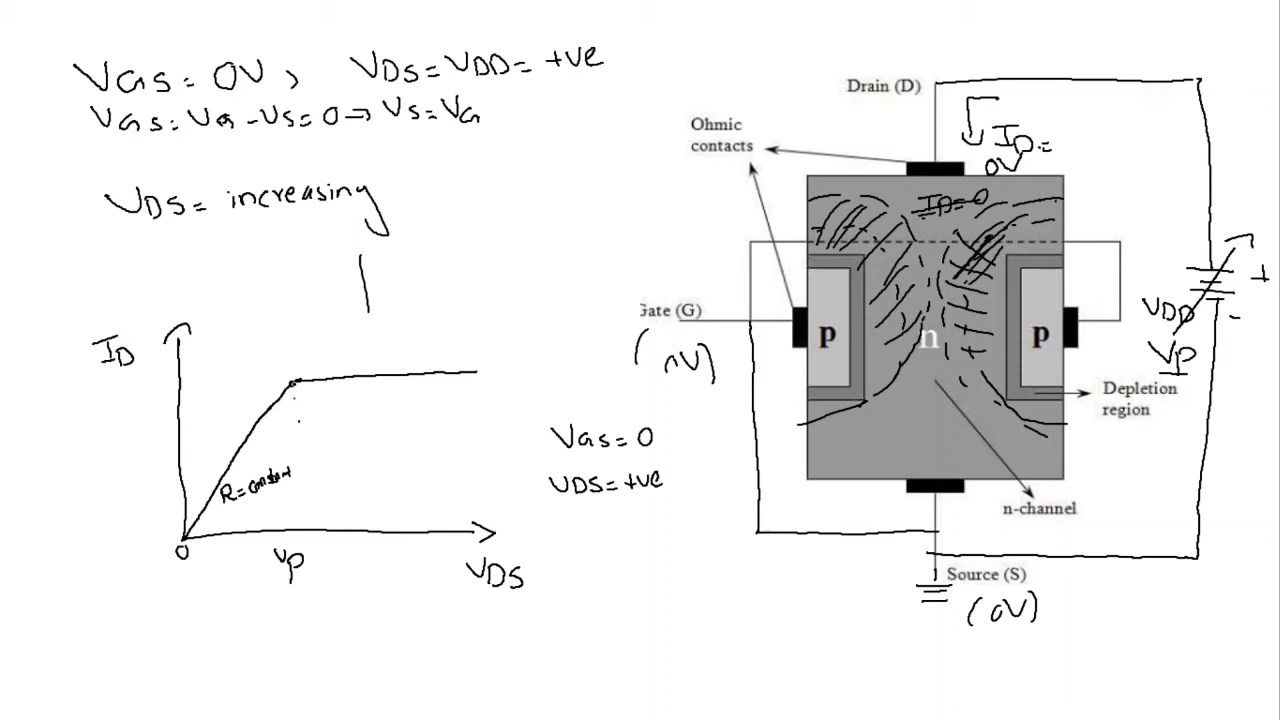 VGS = 0V, VDS = VDD = +ve
VGS = VG - VS = 0 → VS = VG
VDS = increasing
ID
R = constant
0
VP
VDS
VGS = 0
VDS = +ve
Drain (D)
Ohmic
contacts
ID =
0V
ID = 0
Gate (G)
p
n
p
VDD
VP
+
-
Depletion
region
n-channel
Source (S)
(0V)